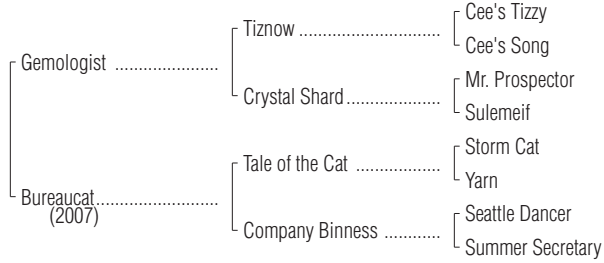 Cee's Tizzy
Tiznow ..............................
Cee's Song
Gemologist .....................
Mr. Prospector
Crystal Shard....................
Sulemeif
Storm Cat
Tale of the Cat ..................
Yarn
Bureaucat.........................
(2007)
Seattle Dancer
Company Binness ............
Summer Secretary